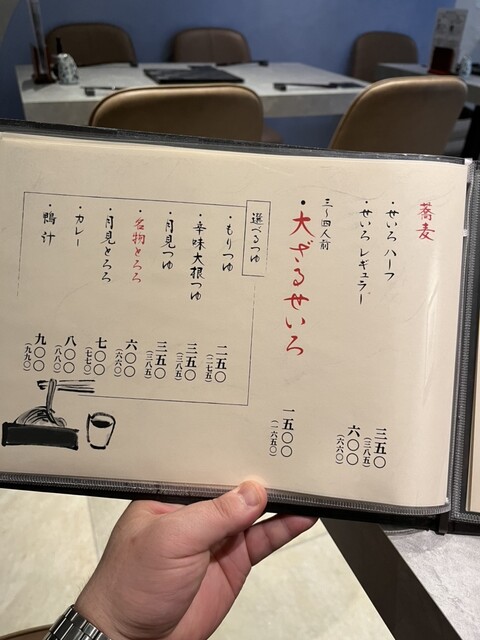 蕎麦
・せいろ ハーフ 三五〇(三八五)
・せいろ レギュラー 六〇〇(六六〇)
三～四人前
・大ざるせいろ 一五〇〇(一六五〇)
選べるつゆ
・もりつゆ 二五〇(二七五)
・辛味大根つゆ 三五〇(三八五)
・月見つゆ 三五〇(三八五)
・名物とろろ 六〇〇(六六〇)
・月見とろろ 七〇〇(七七〇)
・カレー 八〇〇(八八〇)
・鴨汁 九〇〇(九九〇)